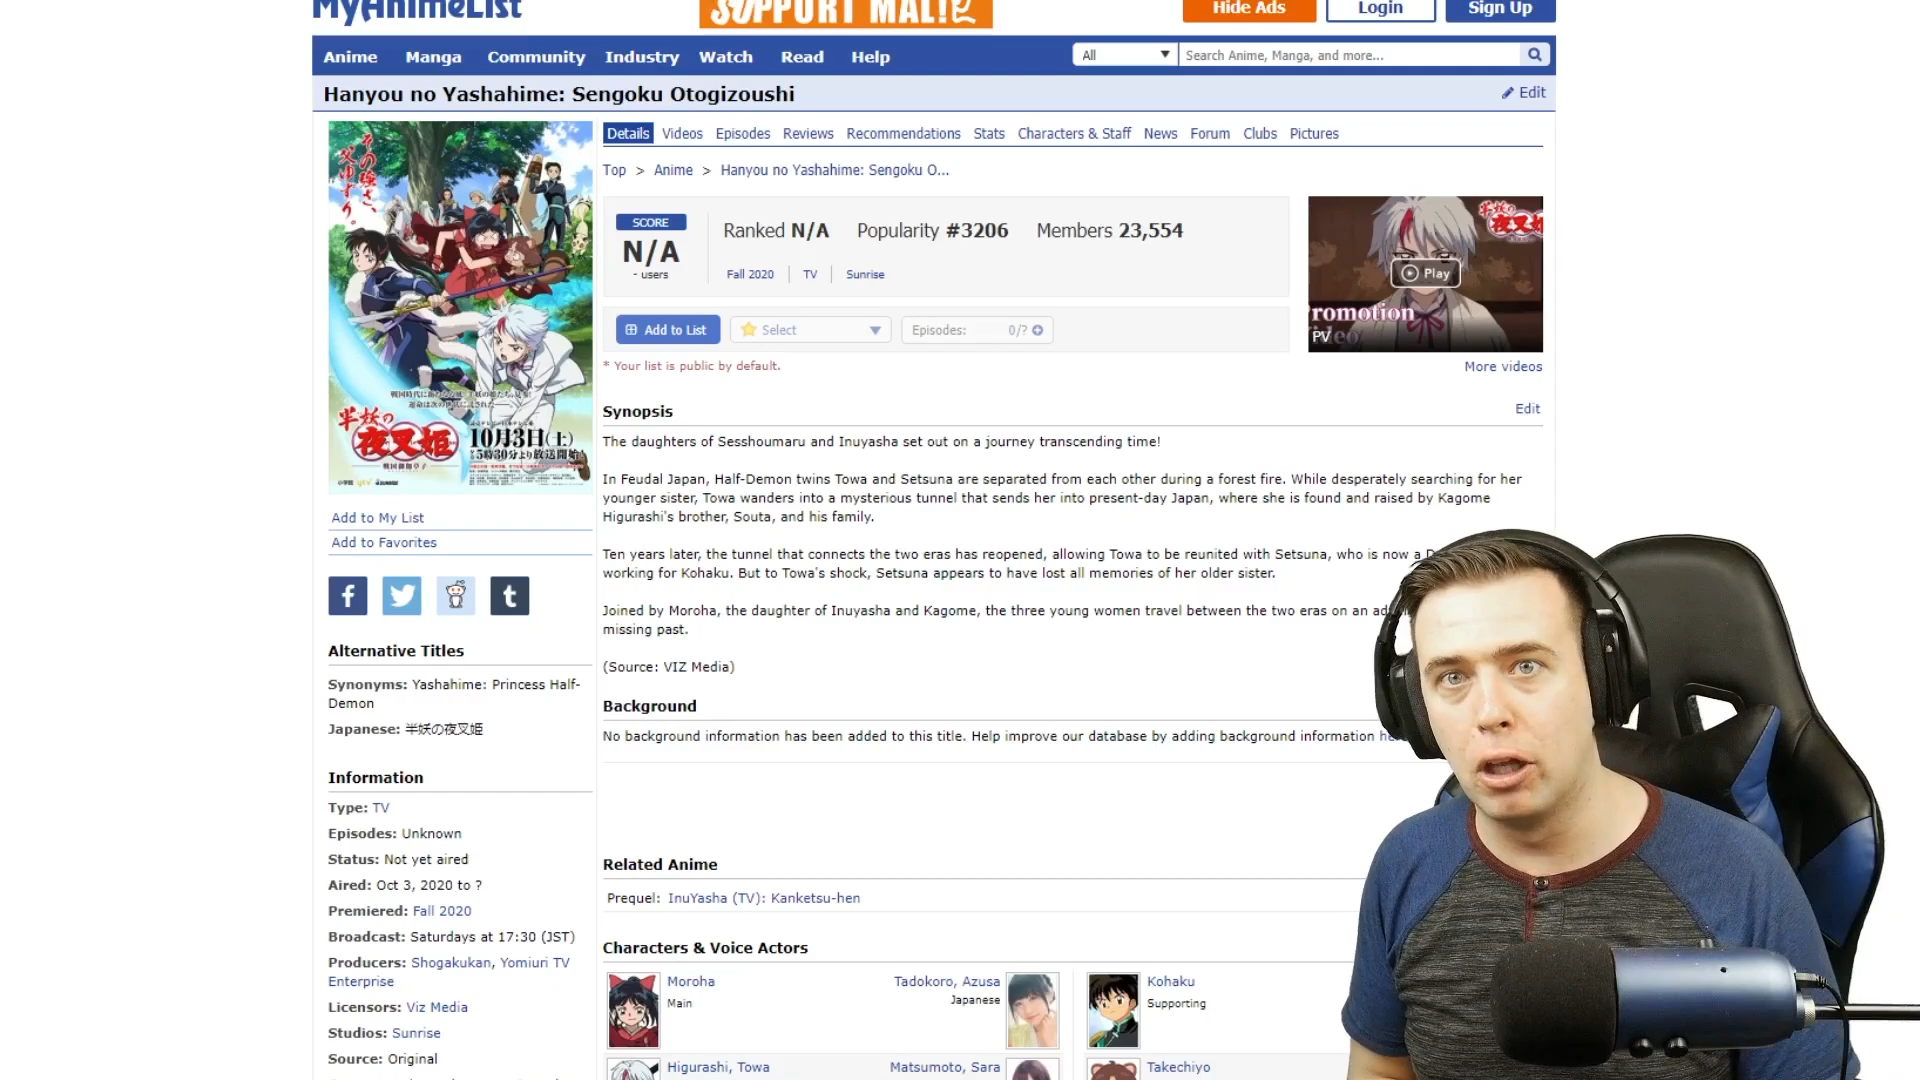 MyAnimeList
SUPPORT MAL!
Hide Ads
Login
Sign Up
Anime Manga Community Industry Watch Read Help
All
Search Anime, Manga, and more...
Hanyou no Yashahime: Sengoku Otogizoushi
Edit
Details Videos Episodes Reviews Recommendations Stats Characters & Staff News Forum Clubs Pictures
Top > Anime > Hanyou no Yashahime: Sengoku O...
SCORE
N/A
- users
Ranked N/A Popularity #3206 Members 23,554
Fall 2020 TV Sunrise
Play
romotion
PV
Add to List
Select
Episodes: 0/?
* Your list is public by default.
More videos
Synopsis
Edit
The daughters of Sesshoumaru and Inuyasha set out on a journey transcending time!
In Feudal Japan, Half-Demon twins Towa and Setsuna are separated from each other during a forest fire. While desperately searching for her
younger sister, Towa wanders into a mysterious tunnel that sends her into present-day Japan, where she is found and raised by Kagome
Higurashi's brother, Souta, and his family.
Ten years later, the tunnel that connects the two eras has reopened, allowing Towa to be reunited with Setsuna, who is now a
working for Kohaku. But to Towa's shock, Setsuna appears to have lost all memories of her older sister.
Joined by Moroha, the daughter of Inuyasha and Kagome, the three young women travel between the two eras on an
missing past.
(Source: VIZ Media)
Background
No background information has been added to this title. Help improve our database by adding background information
Related Anime
Prequel: InuYasha (TV): Kanketsu-hen
Characters & Voice Actors
Moroha
Main
Tadokoro, Azusa
Japanese
Kohaku
Supporting
Higurashi, Towa
Matsumoto, Sara
Takechiyo
半妖の
夜叉姫
10月3日(土)
Add to My List
Add to Favorites
Alternative Titles
Synonyms: Yashahime: Princess Half-
Demon
Japanese: 半妖の夜叉姫
Information
Type: TV
Episodes: Unknown
Status: Not yet aired
Aired: Oct 3, 2020 to ?
Premiered: Fall 2020
Broadcast: Saturdays at 17:30 (JST)
Producers: Shogakukan, Yomiuri TV
Enterprise
Licensors: Viz Media
Studios: Sunrise
Source: Original